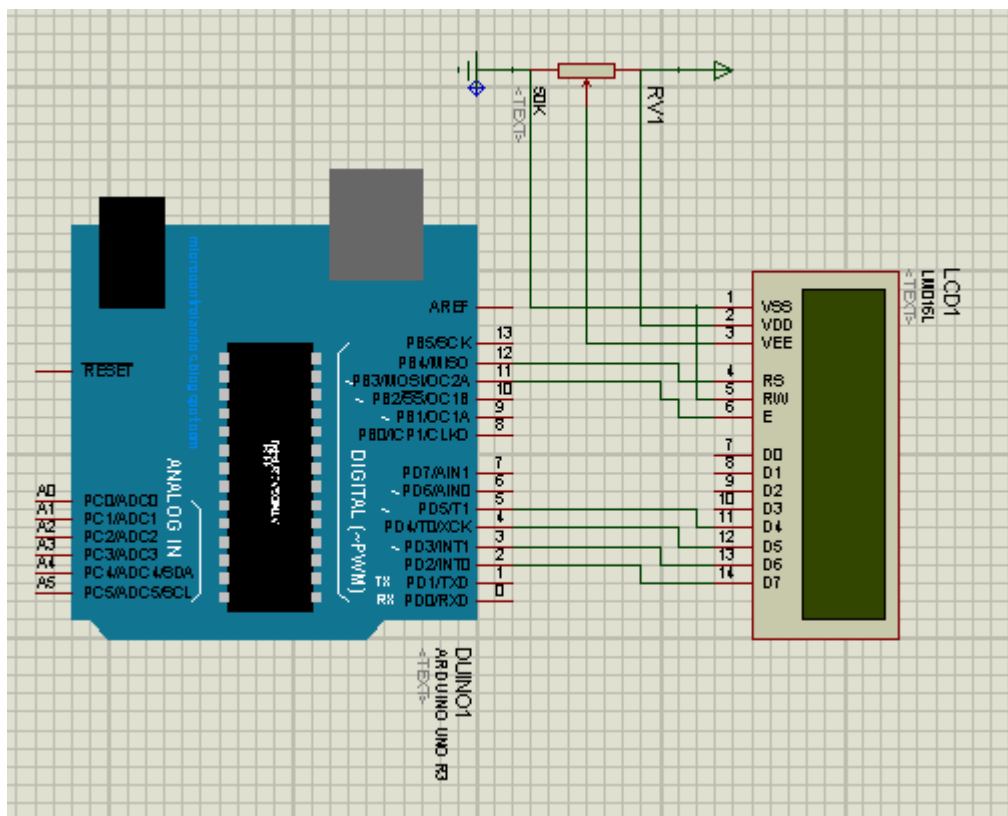 RV1
50K
<TEXT>
microcontrolandos.blogspot.com
RESET
AREF
13
PB5/SCK
12
PB4/MISO
11
~PB3/MOSI/OC2A
10
~ PB2/SS/OC1B
9
~ PB1/OC1A
8
PB0/ICP1/CLKO
7
PD7/AIN1
6
~PD6/AIN0
5
~ PD5/T1
4
PD4/T0/XCK
3
~PD3/INT1
2
PD2/INT0
1
TX PD1/TXD
0
RX PD0/RXD
DIGITAL (~PWM)
ANALOG IN
A0
PC0/ADC0
A1
PC1/ADC1
A2
PC2/ADC2
A3
PC3/ADC3
A4
PC4/ADC4/SDA
A5
PC5/ADC5/SCL
DUINO1
ARDUINO UNO R3
<TEXT>
LCD1
LM016L
<TEXT>
1 VSS
2 VDD
3 VEE
4 RS
5 RW
6 E
7 D0
8 D1
9 D2
10 D3
11 D4
12 D5
13 D6
14 D7